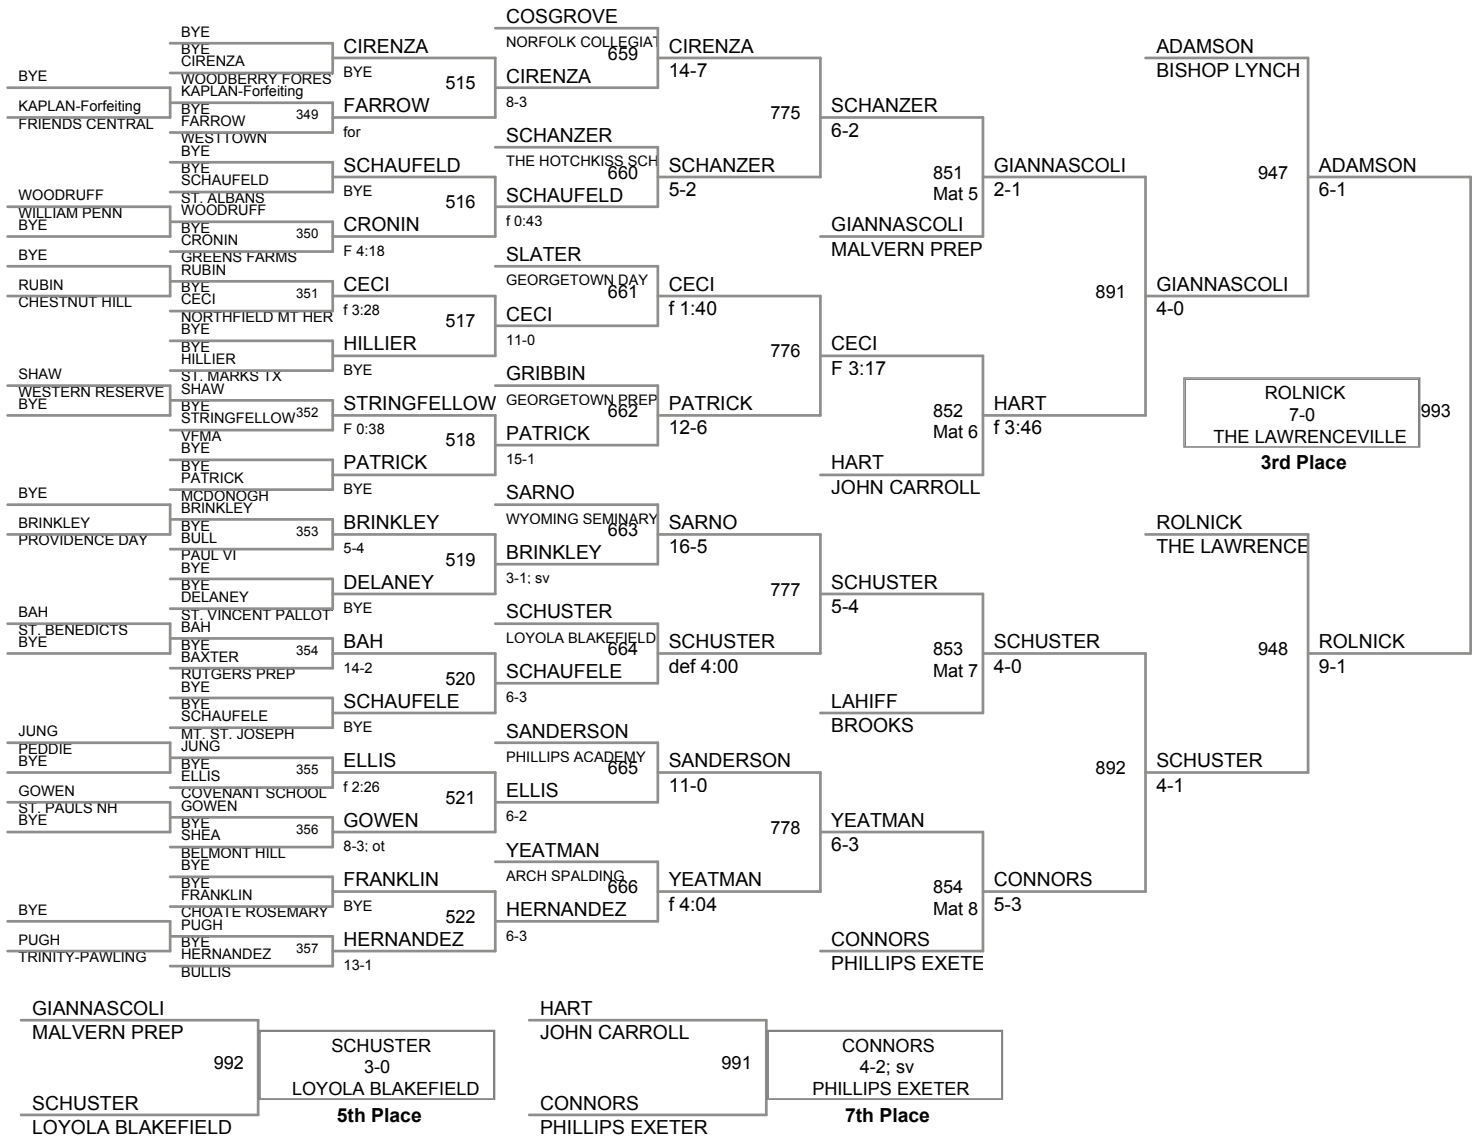 BYE
KAPLAN-Forfeiting
FRIENDS CENTRAL
WOODRUFF
WILLIAM PENN
BYE
BYE
RUBIN
CHESTNUT HILL
SHAW
WESTERN RESERVE
BYE
BYE
BRINKLEY
PROVIDENCE DAY
BAH
ST. BENEDICTS
BYE
JUNG
PEDDIE
BYE
GOWEN
ST. PAULS NH
BYE
BYE
PUGH
TRINITY-PAWLING
BYE
BYE
CIRENZA
WOODBERRY FORES
KAPLAN-Forfeiting
BYE
349
FARROW
WESTTOWN
BYE
BYE
SCHAUFELD
ST. ALBANS
WOODRUFF
BYE
350
CRONIN
GREENS FARMS
RUBIN
BYE
351
CECI
NORTHFIELD MT HER
BYE
BYE
HILLIER
ST. MARKS TX
SHAW
BYE
352
STRINGFELLOW
VFMA
BYE
BYE
PATRICK
MCDONOGH
BRINKLEY
BYE
353
BULL
PAUL VI
BYE
BYE
DELANEY
ST. VINCENT PALLOT
BAH
BYE
354
BAXTER
RUTGERS PREP
BYE
BYE
SCHAUFELE
MT. ST. JOSEPH
JUNG
BYE
355
ELLIS
COVENANT SCHOOL
GOWEN
BYE
356
SHEA
BELMONT HILL
BYE
BYE
FRANKLIN
CHOATE ROSEMARY
PUGH
BYE
357
HERNANDEZ
BULLIS
CIRENZA
BYE
515
FARROW
for
SCHAUFELD
BYE
516
CRONIN
F 4:18
CECI
f 3:28
517
HILLIER
BYE
STRINGFELLOW
F 0:38
518
PATRICK
BYE
BRINKLEY
5-4
519
DELANEY
BYE
BAH
14-2
520
SCHAUFELE
BYE
ELLIS
f 2:26
521
GOWEN
8-3; ot
FRANKLIN
BYE
522
HERNANDEZ
13-1
COSGROVE
NORFOLK COLLEGIAT
659
CIRENZA
8-3
SCHANZER
THE HOTCHKISS SCH
660
SCHAUFELD
f 0:43
SLATER
GEORGETOWN DAY
661
CECI
11-0
GRIBBIN
GEORGETOWN PREP
662
PATRICK
15-1
SARNO
WYOMING SEMINARY
663
BRINKLEY
3-1; sv
SCHUSTER
LOYOLA BLAKEFIELD
664
SCHAUFELE
6-3
SANDERSON
PHILLIPS ACADEMY
665
ELLIS
6-2
YEATMAN
ARCH SPALDING
666
HERNANDEZ
6-3
CIRENZA
14-7
775
SCHANZER
5-2
CECI
f 1:40
776
PATRICK
12-6
SARNO
16-5
777
SCHUSTER
def 4:00
SANDERSON
11-0
778
YEATMAN
f 4:04
SCHANZER
6-2
851
Mat 5
GIANNASCOLI
MALVERN PREP
CECI
F 3:17
852
Mat 6
HART
JOHN CARROLL
SCHUSTER
5-4
853
Mat 7
LAHIFF
BROOKS
YEATMAN
6-3
854
Mat 8
CONNORS
PHILLIPS EXETE
GIANNASCOLI
2-1
891
HART
f 3:46
SCHUSTER
4-0
892
CONNORS
5-3
ADAMSON
BISHOP LYNCH
947
GIANNASCOLI
4-0
ROLNICK
THE LAWRENCE
948
SCHUSTER
4-1
ADAMSON
6-1
ROLNICK
9-1
ROLNICK
7-0
993
THE LAWRENCEVILLE
3rd Place
GIANNASCOLI
MALVERN PREP
992
SCHUSTER
LOYOLA BLAKEFIELD
SCHUSTER
3-0
LOYOLA BLAKEFIELD
5th Place
HART
JOHN CARROLL
991
CONNORS
PHILLIPS EXETER
CONNORS
4-2; sv
PHILLIPS EXETER
7th Place